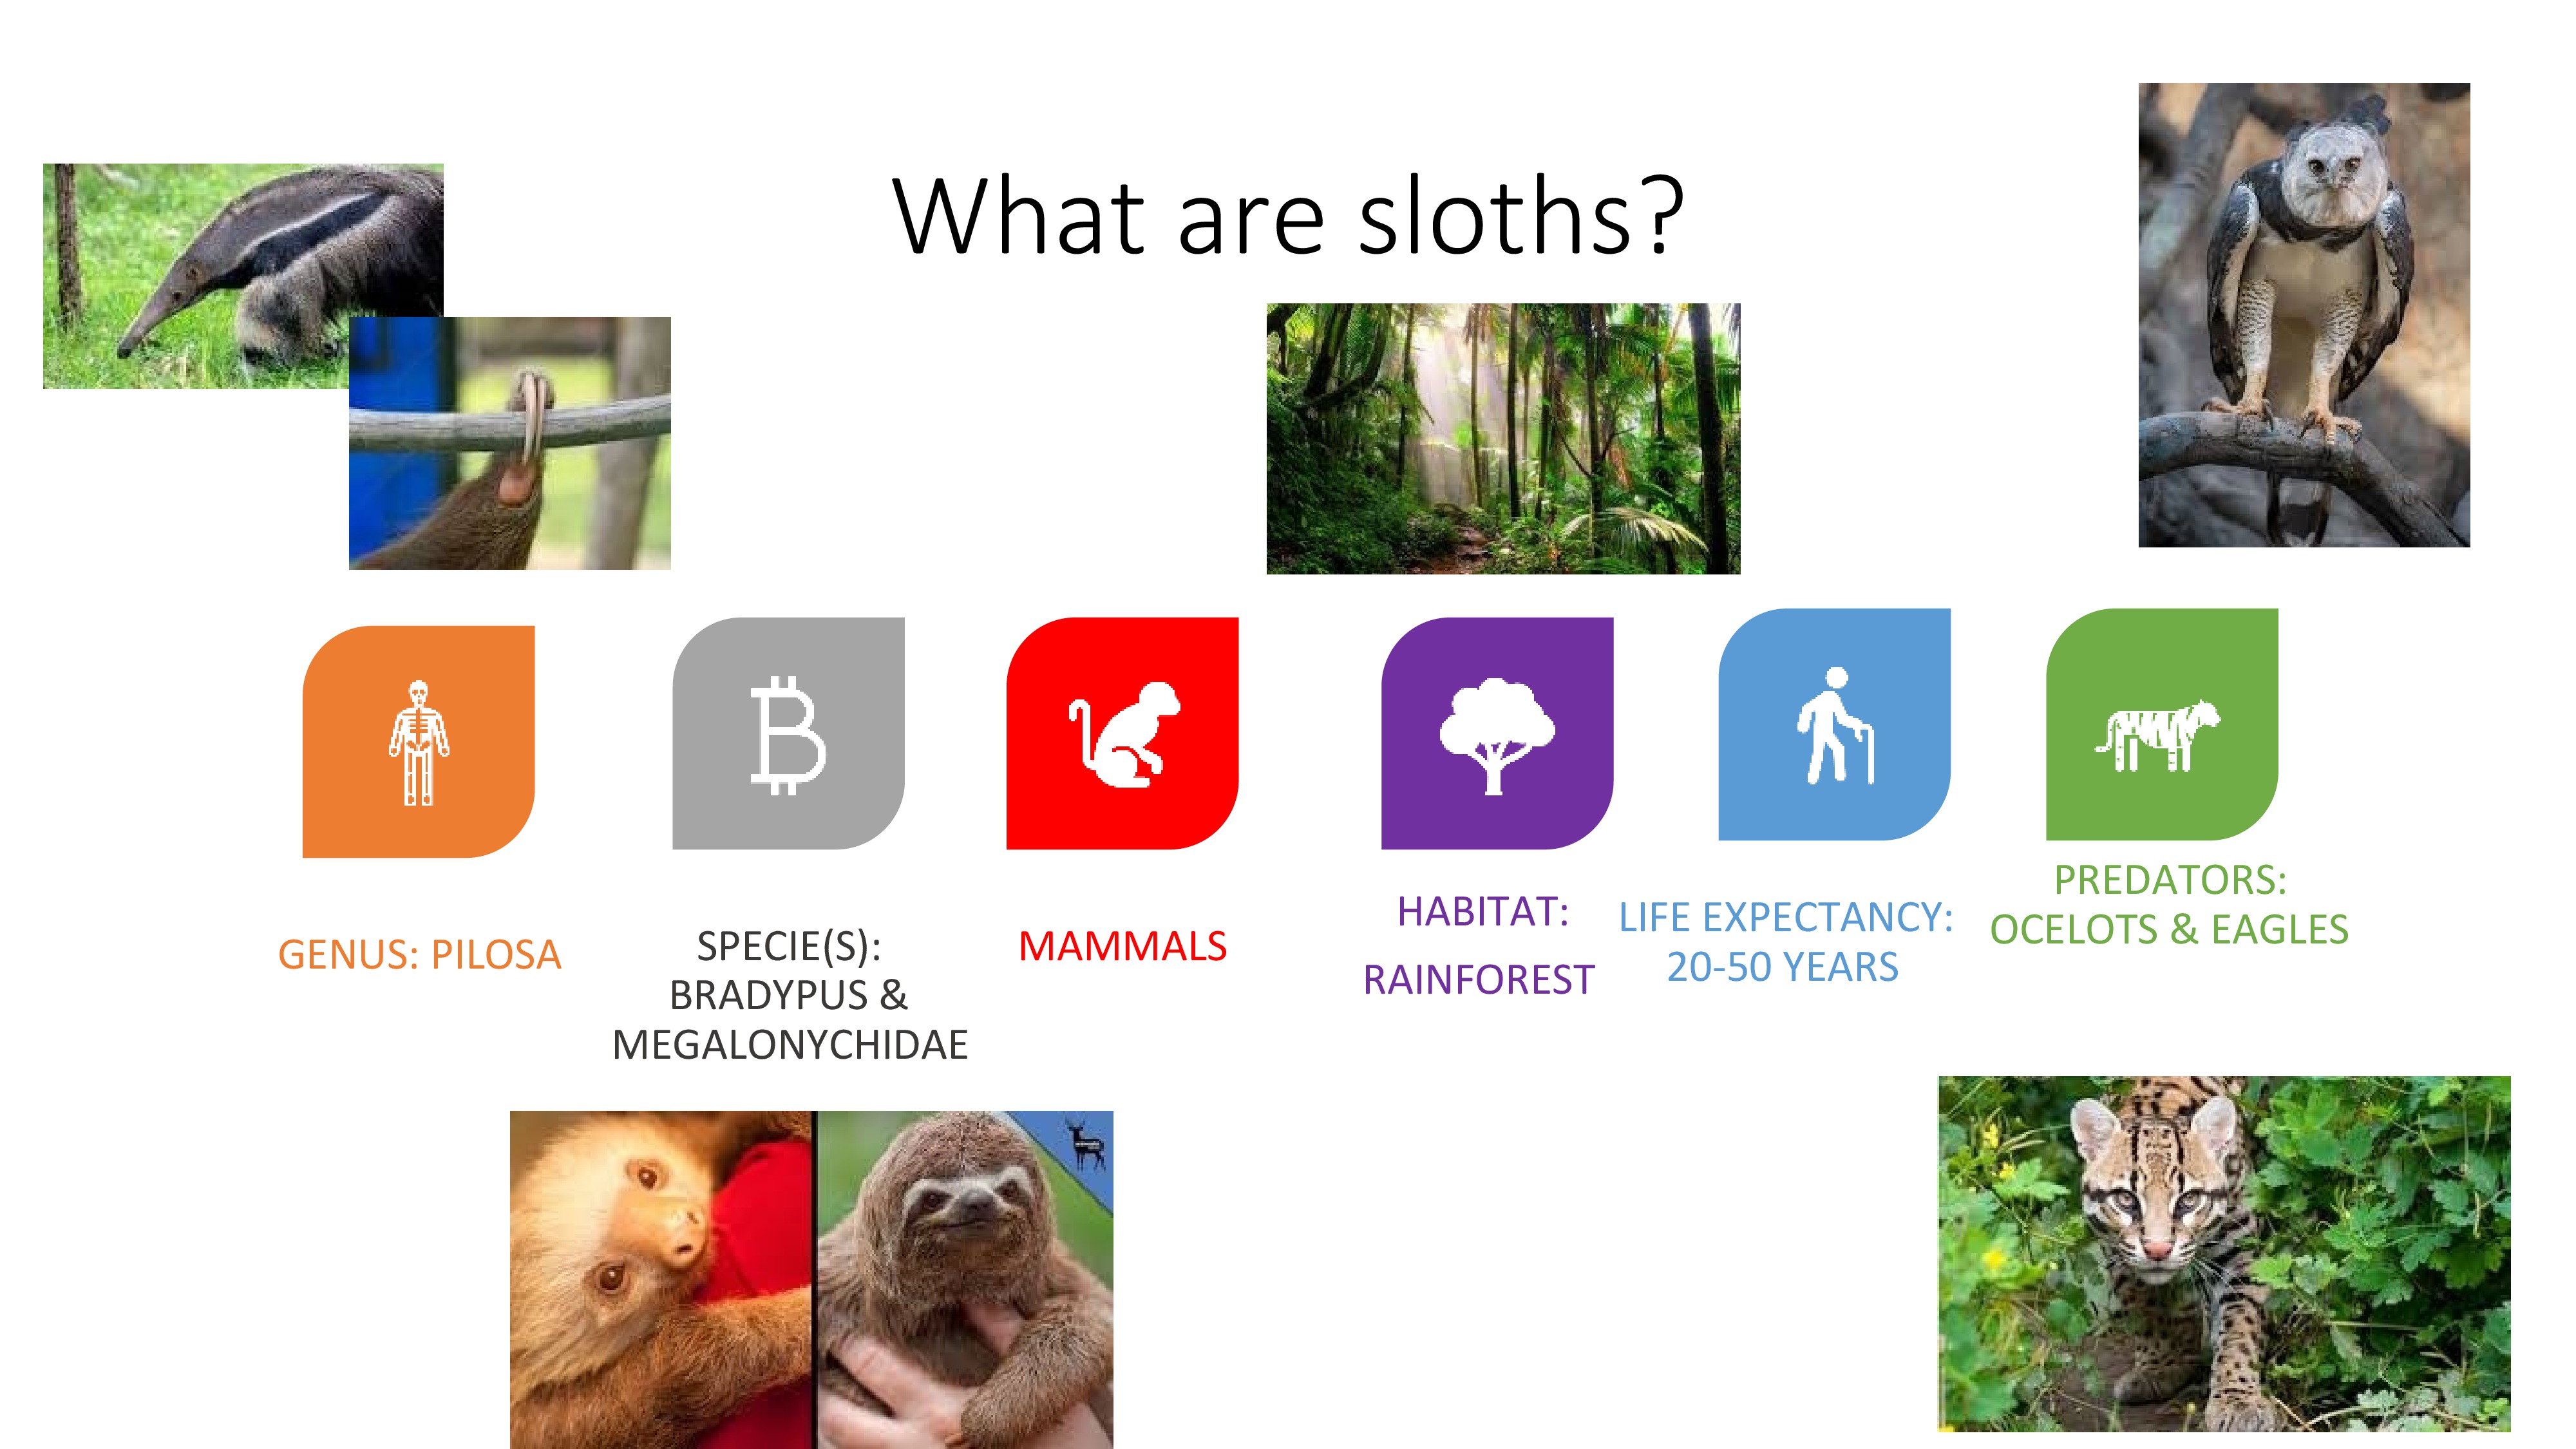 What are sloths?
GENUS: PILOSA
SPECIE(S):
BRADYPUS &
MEGALONYCHIDAE
MAMMALS
HABITAT:
RAINFOREST
LIFE EXPECTANCY:
20-50 YEARS
PREDATORS:
OCELOTS & EAGLES